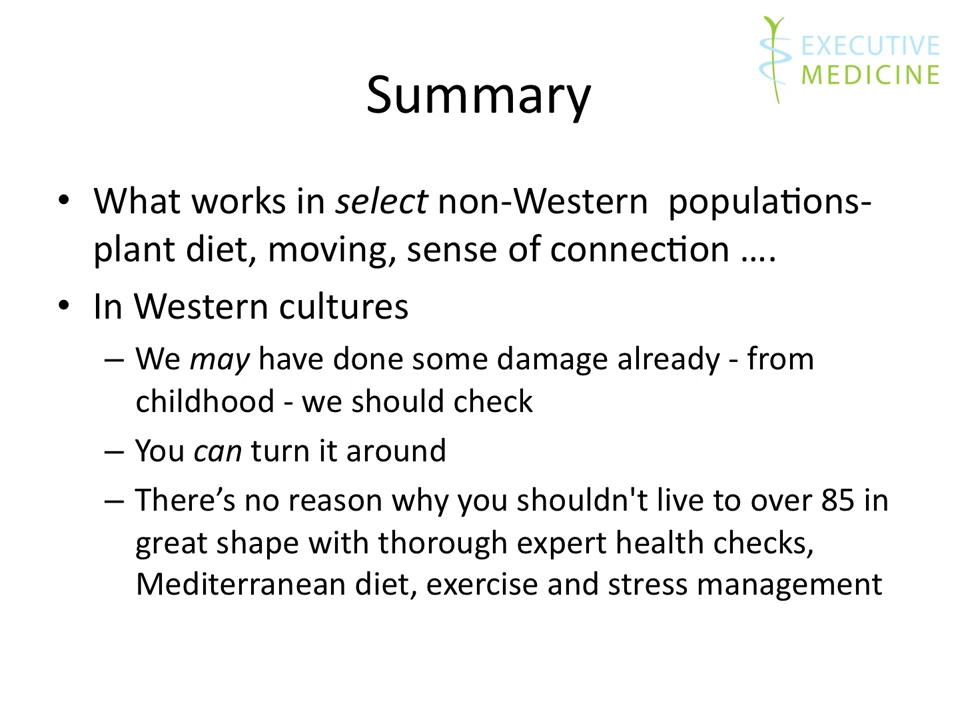 EXECUTIVE
MEDICINE
Summary
• What works in select non-Western  populations-
plant diet, moving, sense of connection ….
• In Western cultures
– We may have done some damage already - from
childhood - we should check
– You can turn it around
– There’s no reason why you shouldn't live to over 85 in
great shape with thorough expert health checks,
Mediterranean diet, exercise and stress management